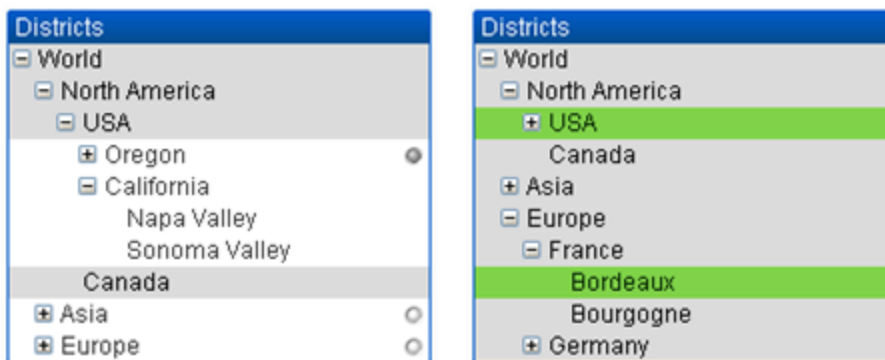 Districts
World
North America
USA
Oregon
California
Napa Valley
Sonoma Valley
Canada
Asia
Europe
Districts
World
North America
USA
Canada
Asia
Europe
France
Bordeaux
Bourgogne
Germany